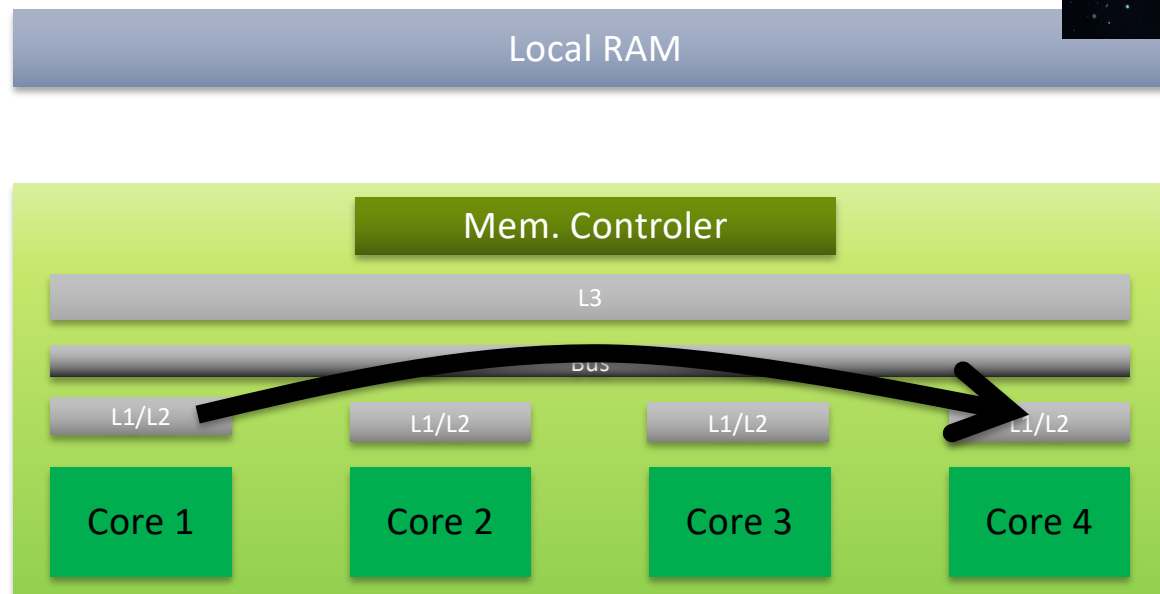 Local RAM
Mem. Controler
L3
Bus
L1/L2
L1/L2
L1/L2
L1/L2
Core 1
Core 2
Core 3
Core 4